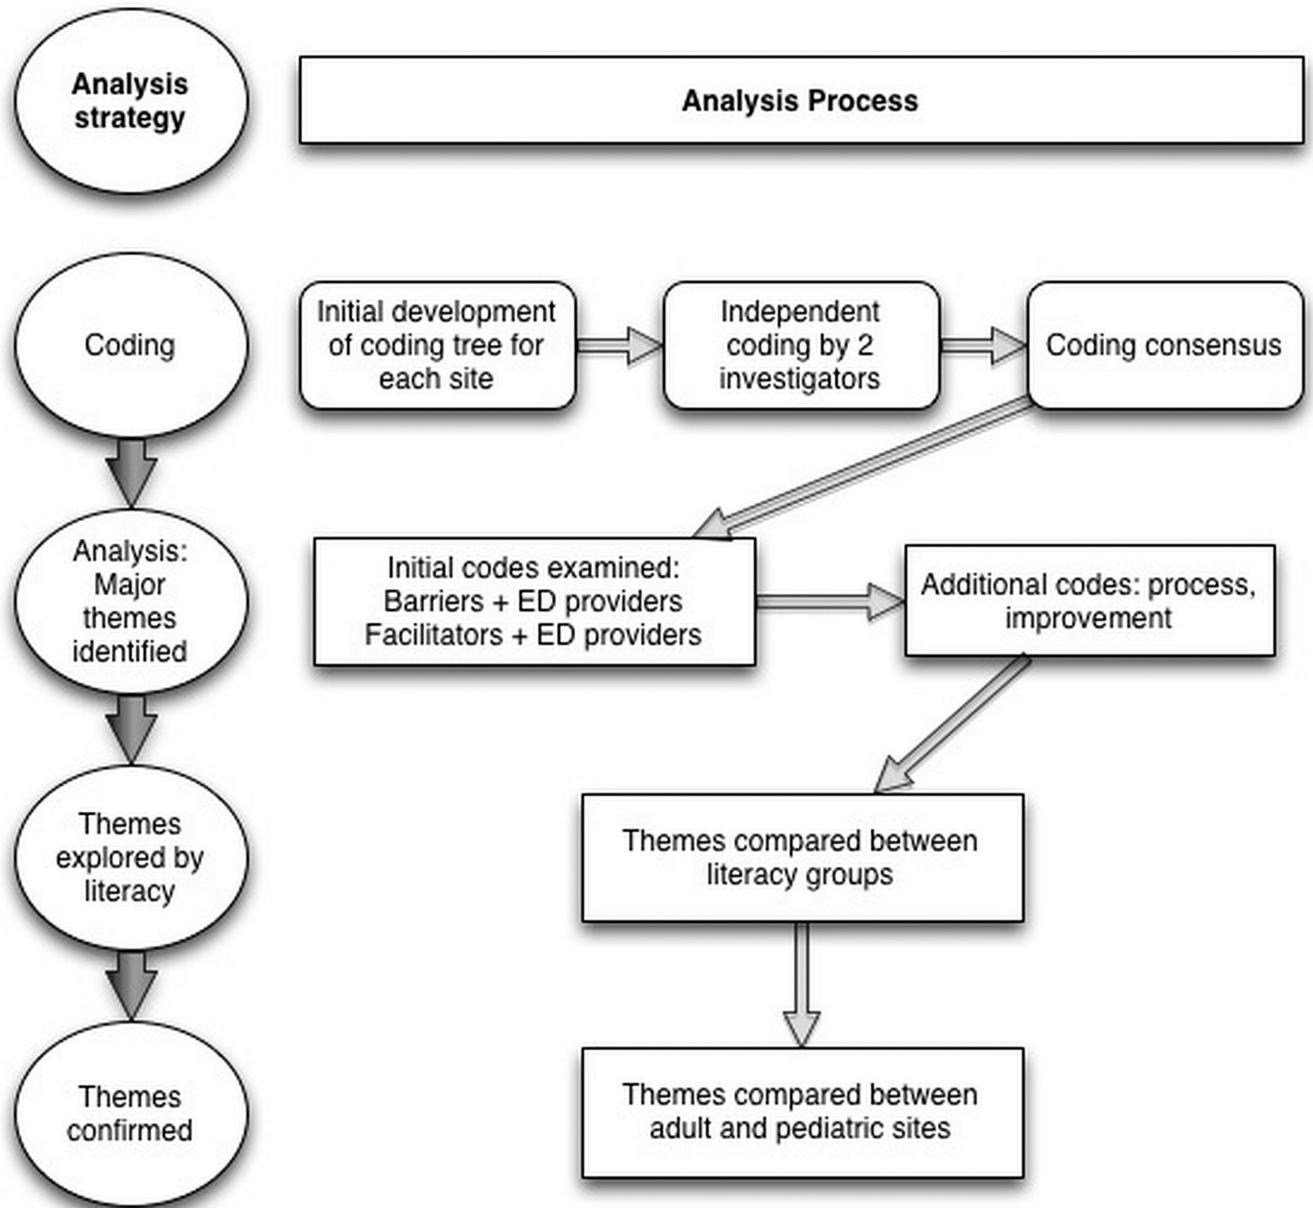 Analysis
strategy
Analysis Process
Coding
Initial development
of coding tree for
each site
Independent
coding by 2
investigators
Coding consensus
Analysis:
Major
themes
identified
Initial codes examined:
Barriers + ED providers
Facilitators + ED providers
Additional codes: process,
improvement
Themes
explored by
literacy
Themes compared between
literacy groups
Themes
confirmed
Themes compared between
adult and pediatric sites